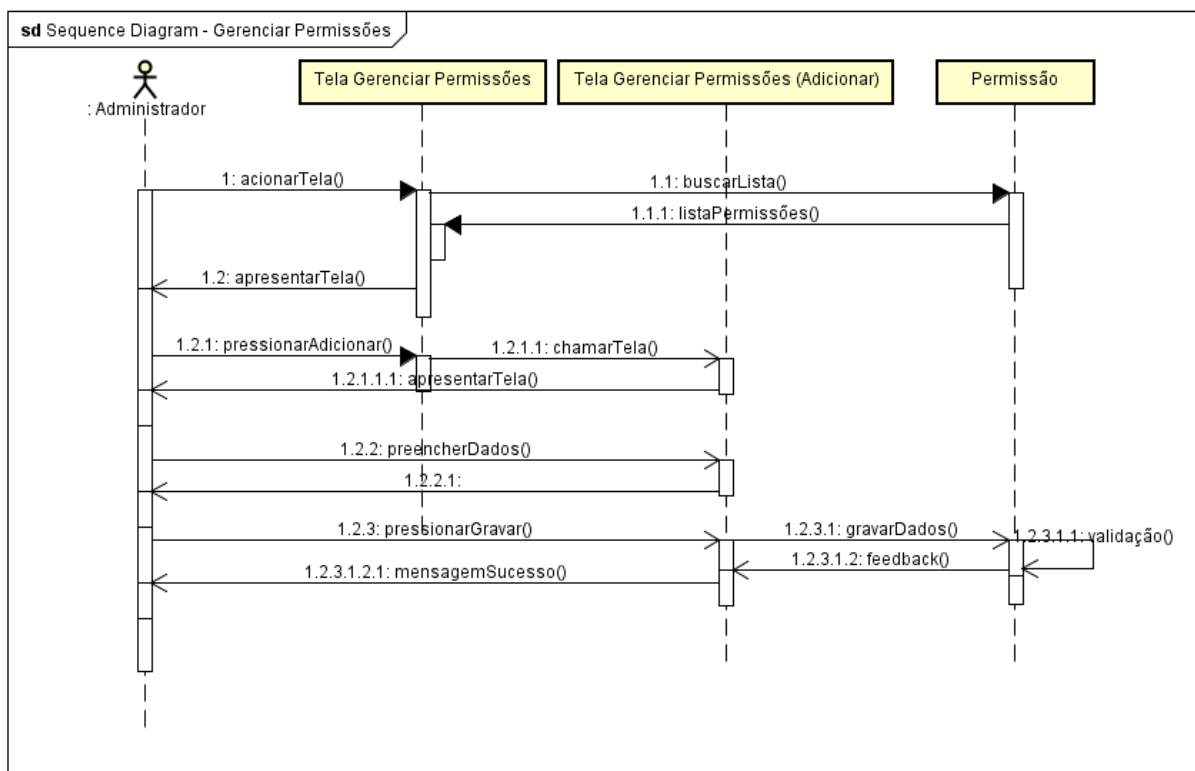 sd Sequence Diagram - Gerenciar Permissões
Tela Gerenciar Permissões
Tela Gerenciar Permissões (Adicionar)
Permissão
: Administrador
1: acionarTela()
1.1: buscarLista()
1.1.1: listaPermissões()
1.2: apresentarTela()
1.2.1: pressionarAdicionar()
1.2.1.1: chamarTela()
1.2.1.1.1: apresentarTela()
1.2.2: preencherDados()
1.2.2.1:
1.2.3: pressionarGravar()
1.2.3.1: gravarDados()
1.2.3.1.1: validação()
1.2.3.1.2: feedback()
1.2.3.1.2.1: mensagemSucesso()